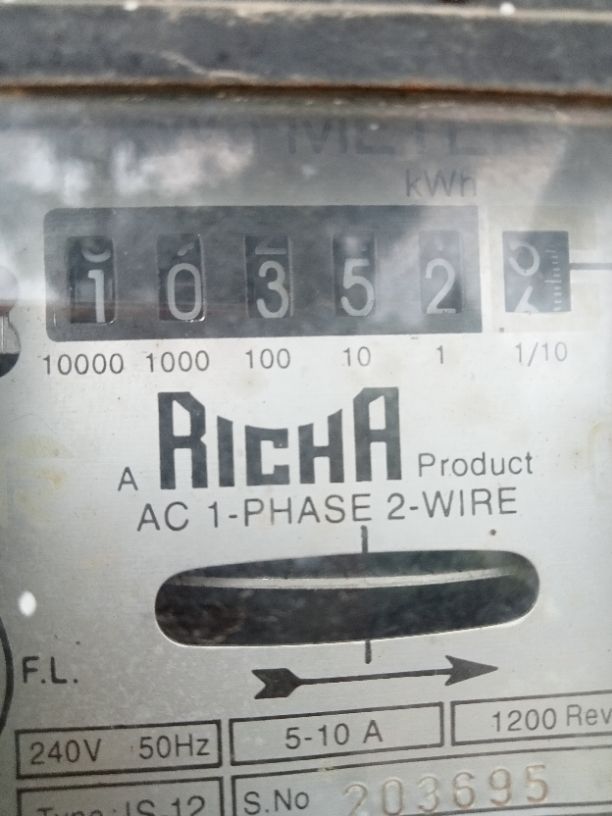 METER
kWh
1 0 3 5 2
10000 1000 100 10 1 1/10
A RICHA Product
AC 1-PHASE 2-WIRE
F.L.
240V 50Hz 5-10 A 1200 Rev
S.No 203695